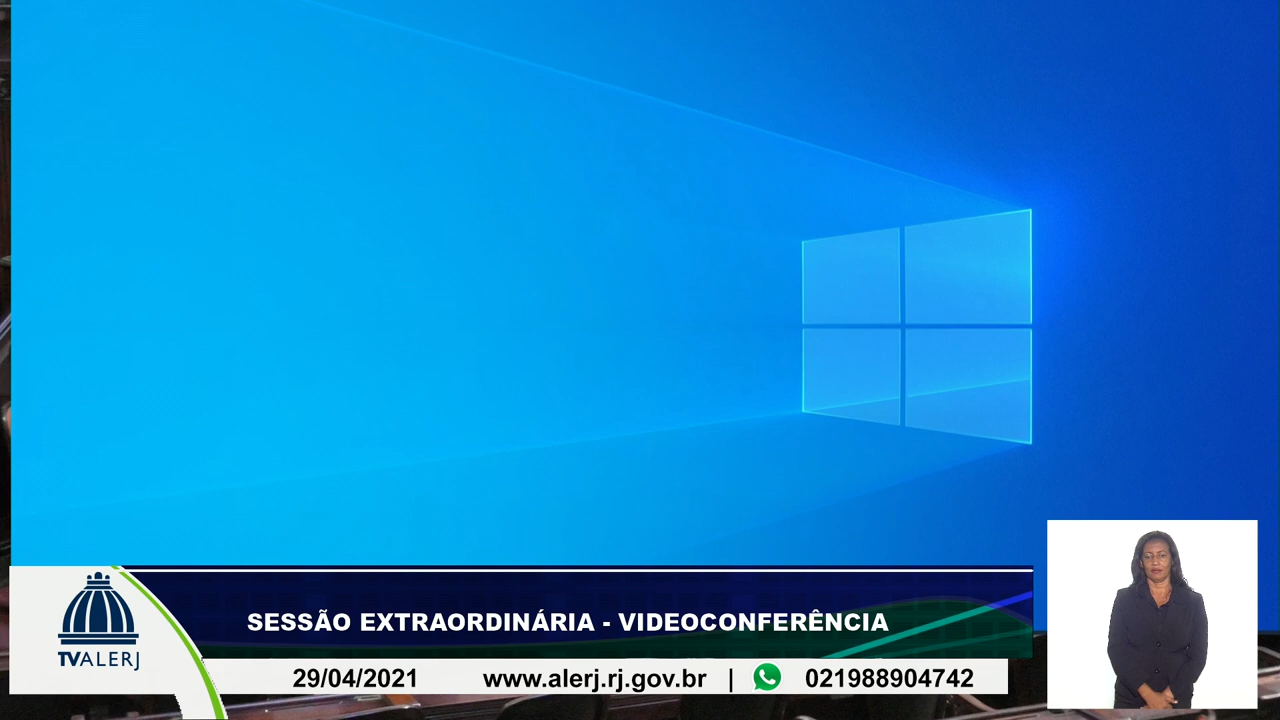 SESSÃO EXTRAORDINÁRIA - VIDEOCONFERÊNCIA
TVALERJ
29/04/2021 www.alerj.rj.gov.br | 021988904742